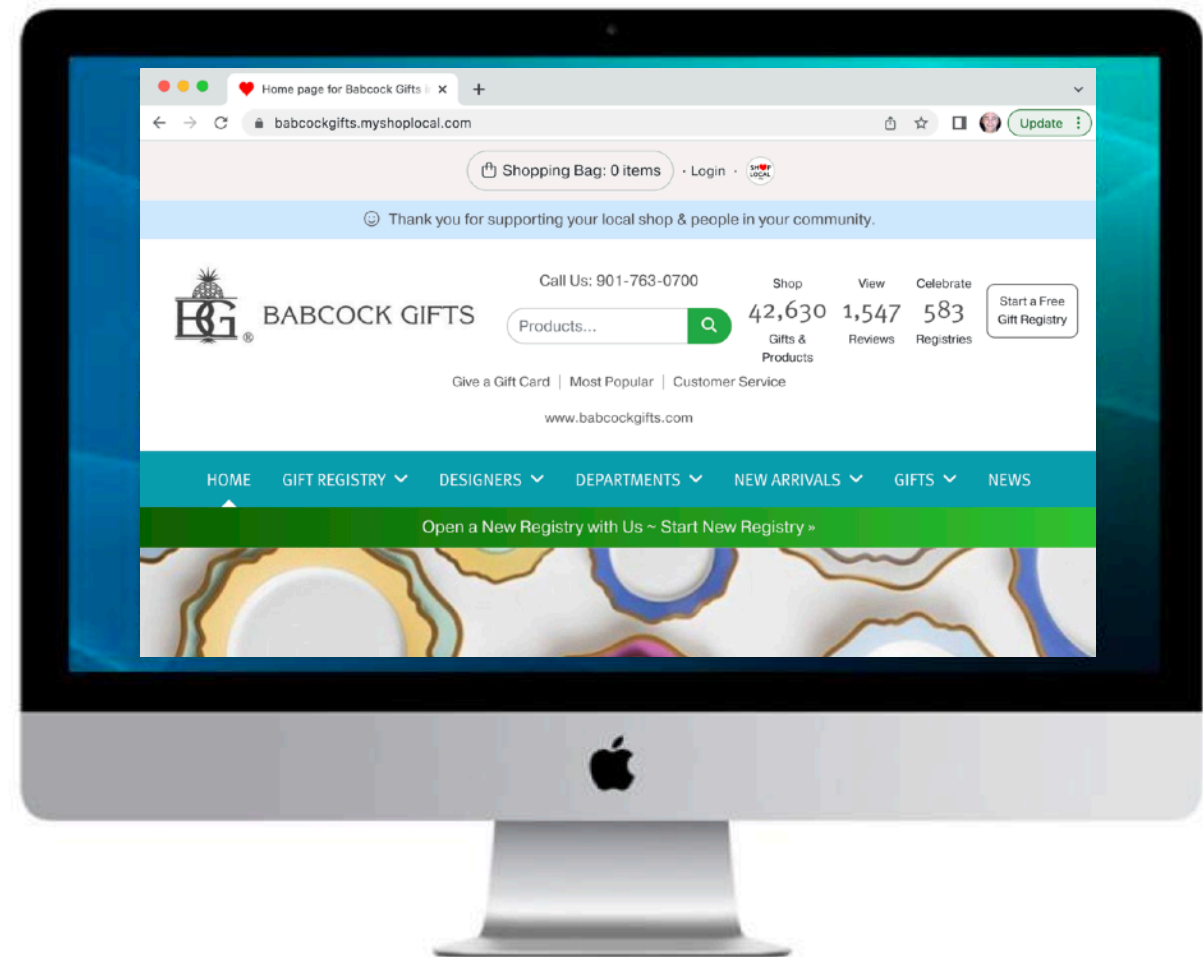 Home page for Babcock Gifts i
babcockgifts.myshoplocal.com
Update
Shopping Bag: 0 items · Login ·
SHOP
LOCAL
Thank you for supporting your local shop & people in your community.
BG ®
BABCOCK GIFTS
Call Us: 901-763-0700
Products...
Shop
42,630
Gifts &
Products
View
1,547
Reviews
Celebrate
583
Registries
Start a Free
Gift Registry
Give a Gift Card | Most Popular | Customer Service
www.babcockgifts.com
HOME GIFT REGISTRY DESIGNERS DEPARTMENTS NEW ARRIVALS GIFTS NEWS
Open a New Registry with Us ~ Start New Registry »